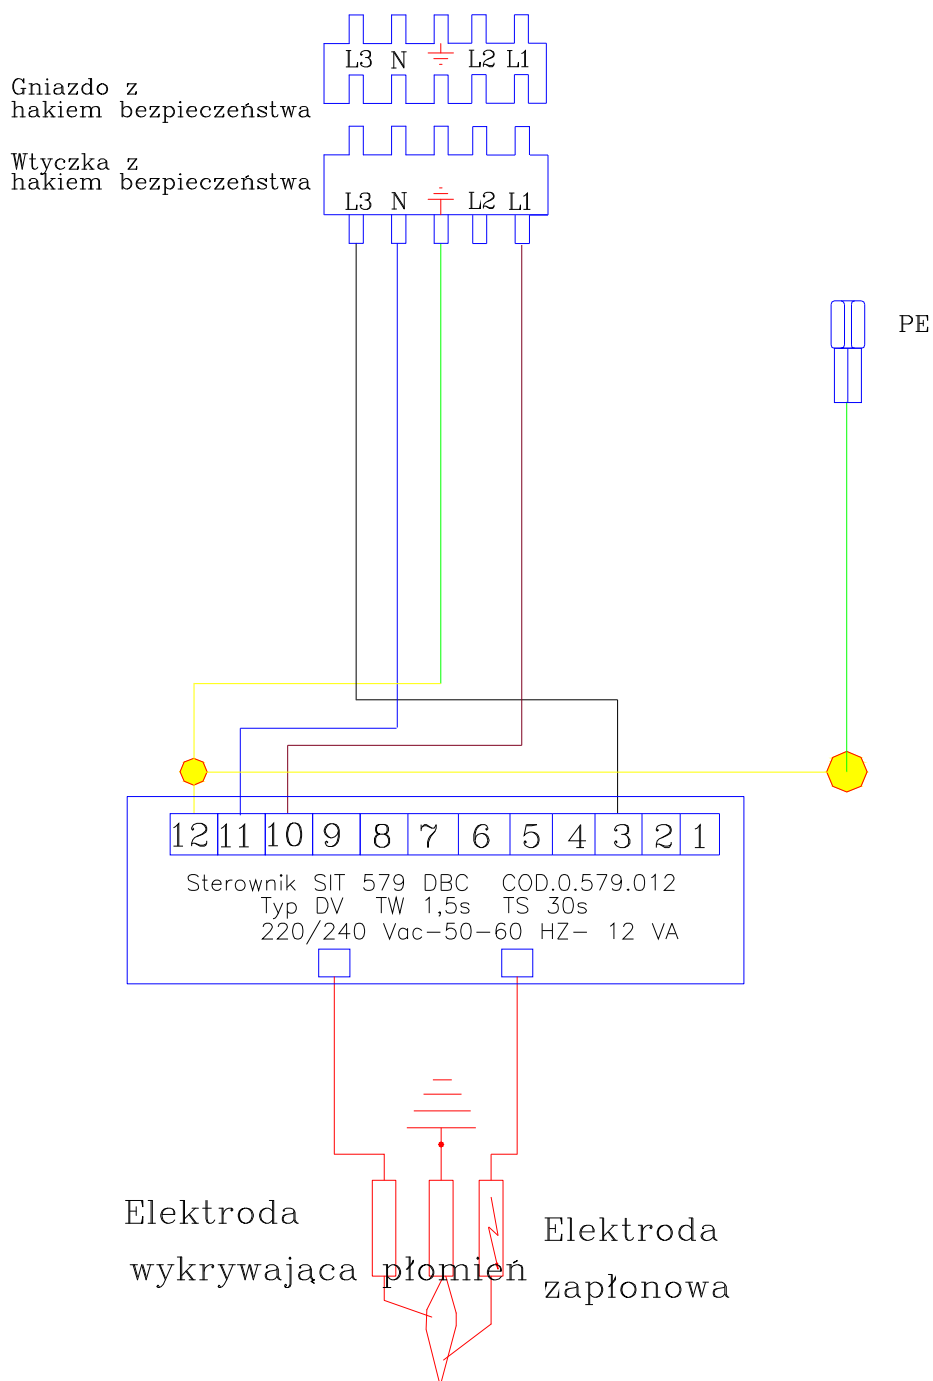 L3 N L2 L1
Gniazdo z
hakiem bezpieczeństwa
Wtyczka z
hakiem bezpieczeństwa
L3 N L2 L1
PE
12 11 10 9 8 7 6 5 4 3 2 1
Sterownik SIT 579 DBC COD.0.579.012
Typ DV TW 1,5s TS 30s
220/240 Vac-50-60 HZ- 12 VA
Elektroda
wykrywająca płomień
Elektroda
zapłonowa